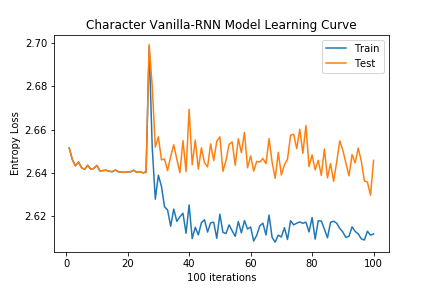 Character Vanilla-RNN Model Learning Curve
2.70
2.68
2.66
2.64
2.62
Entropy Loss
Train
Test
0 20 40 60 80 100
100 iterations